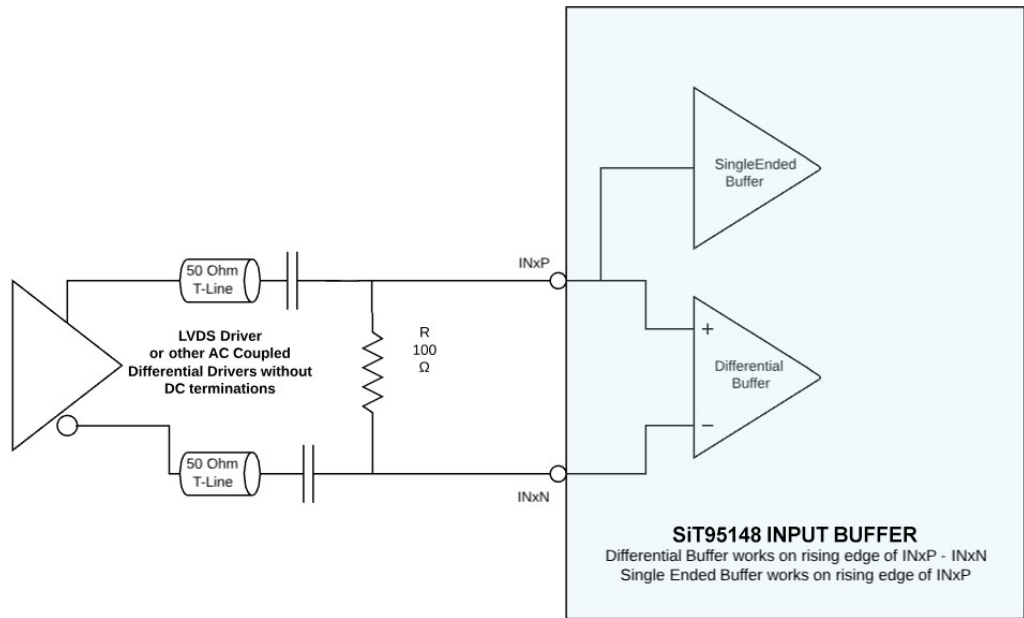 SingleEnded
Buffer
INxP
50 Ohm
T-Line
LVDS Driver
or other AC Coupled
Differential Drivers without
DC terminations
R
100
Ω
+
Differential
Buffer
−
50 Ohm
T-Line
INxN
SiT95148 INPUT BUFFER
Differential Buffer works on rising edge of INxP - INxN
Single Ended Buffer works on rising edge of INxP